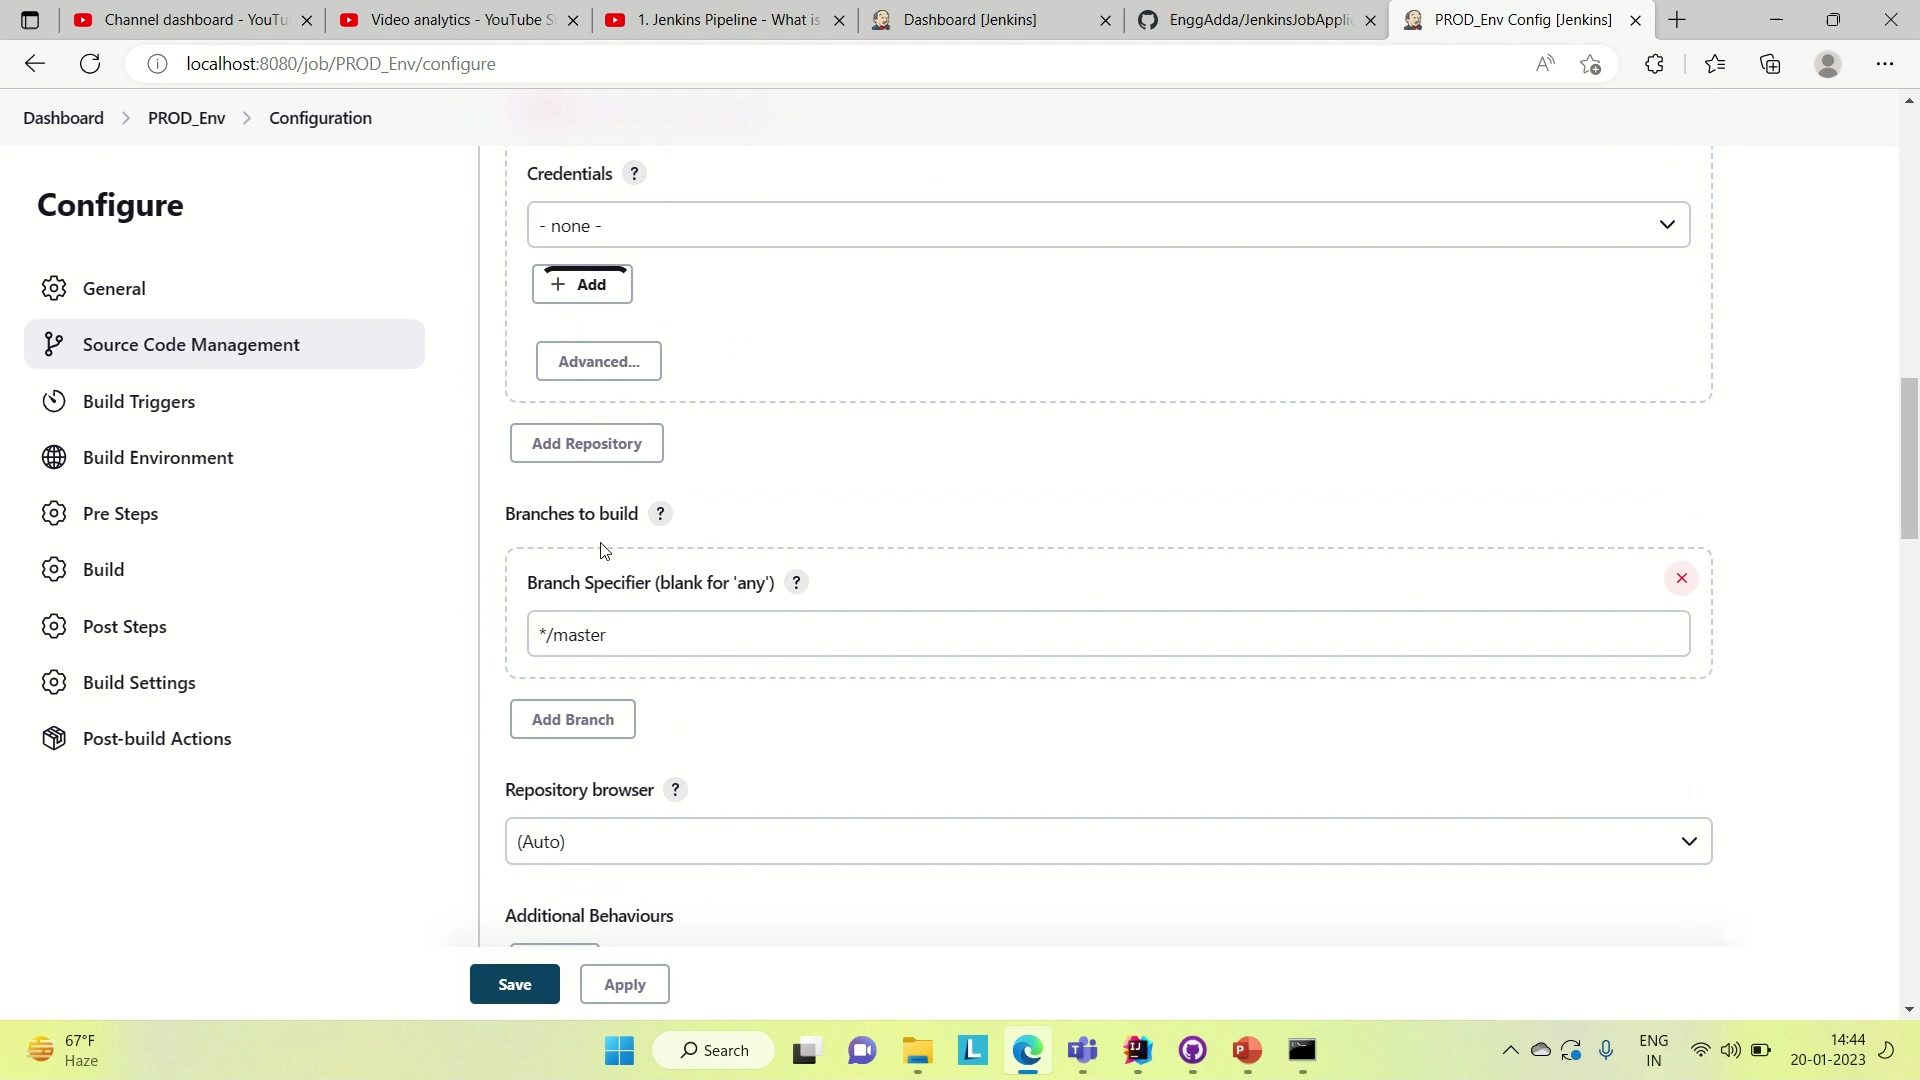 Channel dashboard - YouTu
Video analytics - YouTube S
1. Jenkins Pipeline - What is
Dashboard [Jenkins]
EnggAdda/JenkinsJobApplic
PROD_Env Config [Jenkins]
localhost:8080/job/PROD_Env/configure
Dashboard > PROD_Env > Configuration
Configure
General
Source Code Management
Build Triggers
Build Environment
Pre Steps
Build
Post Steps
Build Settings
Post-build Actions
Credentials ?
- none -
+ Add
Advanced...
Add Repository
Branches to build ?
Branch Specifier (blank for 'any') ?
*/master
Add Branch
Repository browser ?
(Auto)
Additional Behaviours
Save
Apply
67°F
Haze
Search
ENG
IN
14:44
20-01-2023